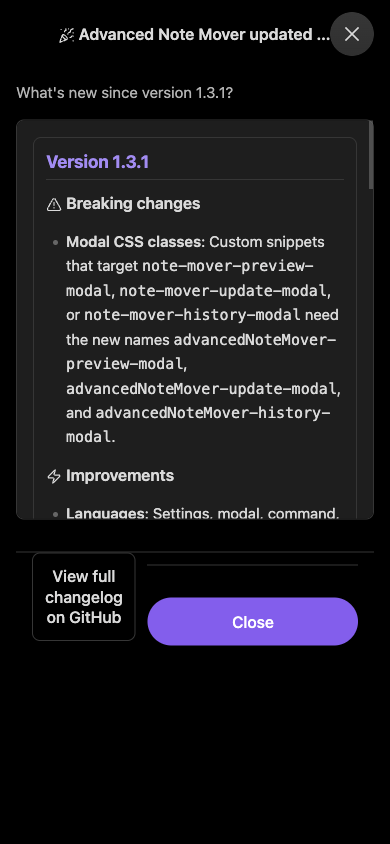 Advanced Note Mover updated ...
What's new since version 1.3.1?
Version 1.3.1
Breaking changes
Modal CSS classes: Custom snippets
that target note-mover-preview-
modal, note-mover-update-modal,
or note-mover-history-modal need
the new names advancedNoteMover-
preview-modal,
advancedNoteMover-update-modal,
and advancedNoteMover-history-
modal.
Improvements
Languages: Settings, modal, command,
View full
changelog
on GitHub
Close